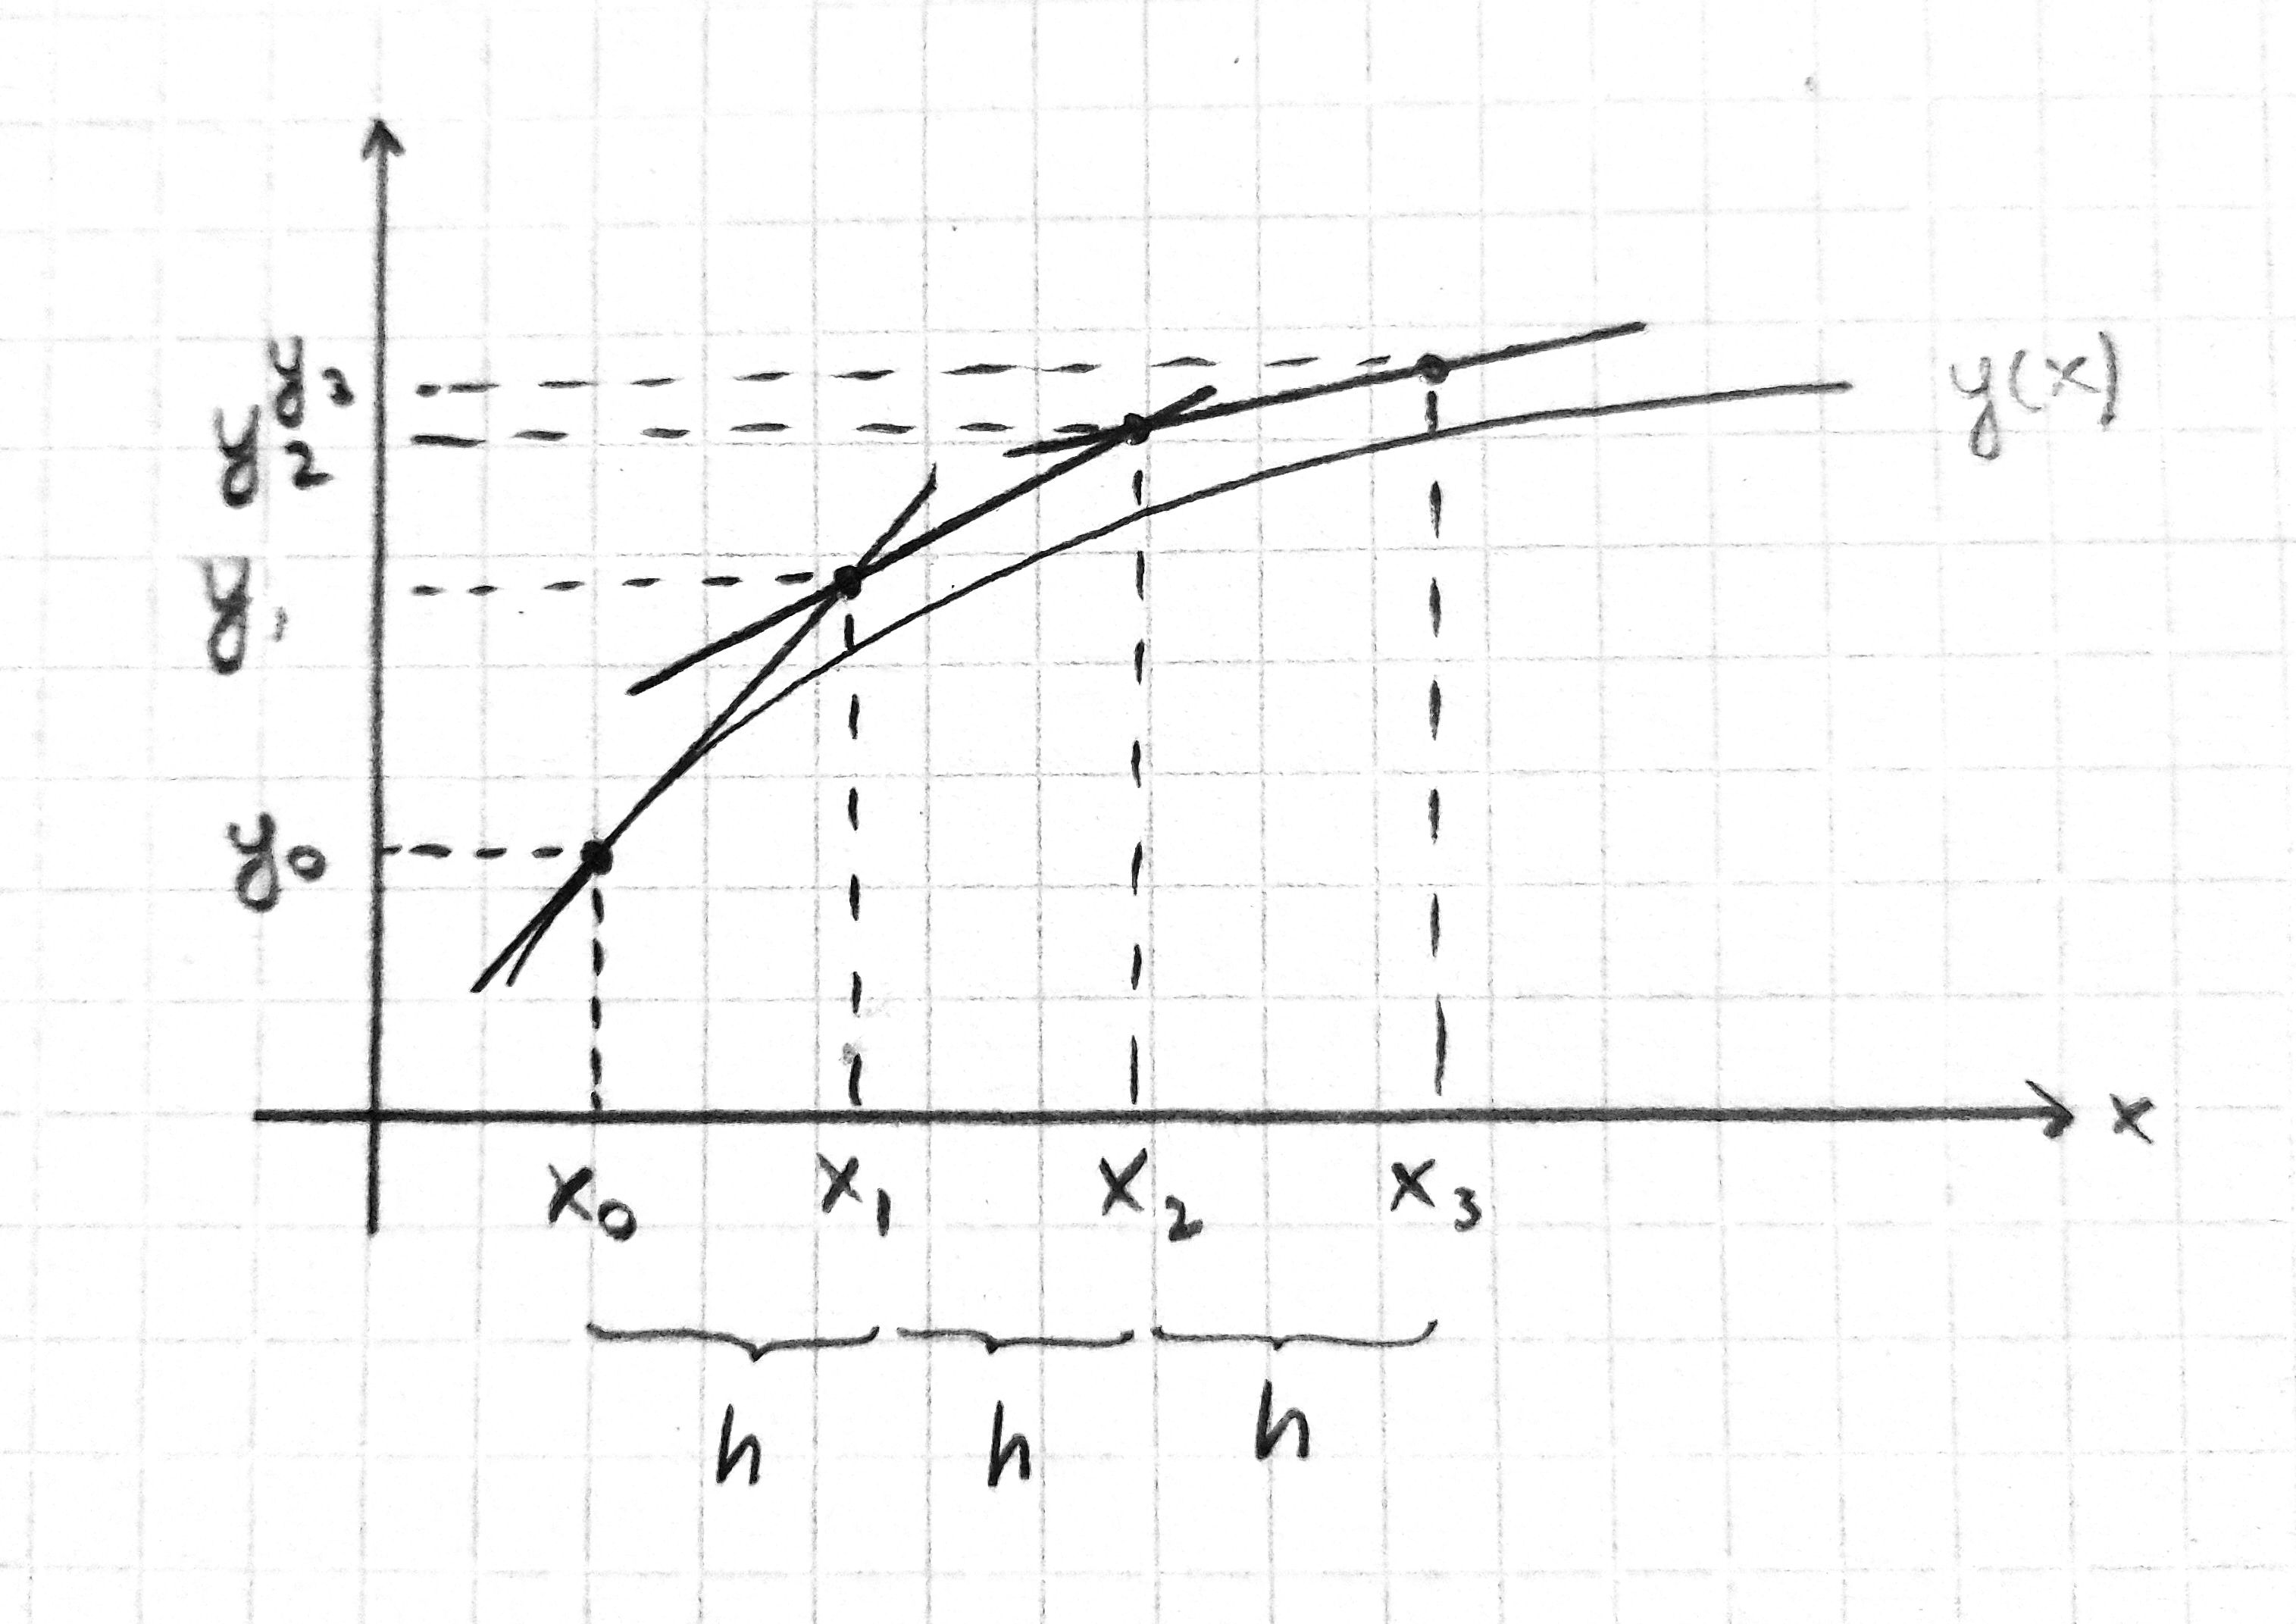 y₃
y₂
y(x)
y₁
y₀
x
x₀ x₁ x₂ x₃
h h h